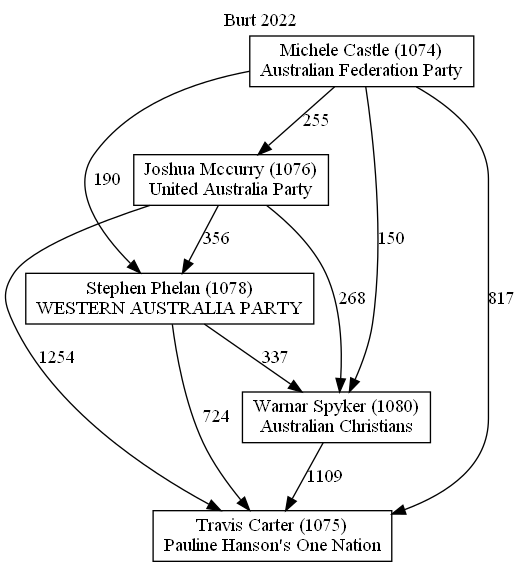 Burt 2022
Michele Castle (1074)
Australian Federation Party
255
Joshua Mccurry (1076)
United Australia Party
190
356
150
Stephen Phelan (1078)
WESTERN AUSTRALIA PARTY
268
817
1254
337
Warnar Spyker (1080)
Australian Christians
724
1109
Travis Carter (1075)
Pauline Hanson's One Nation